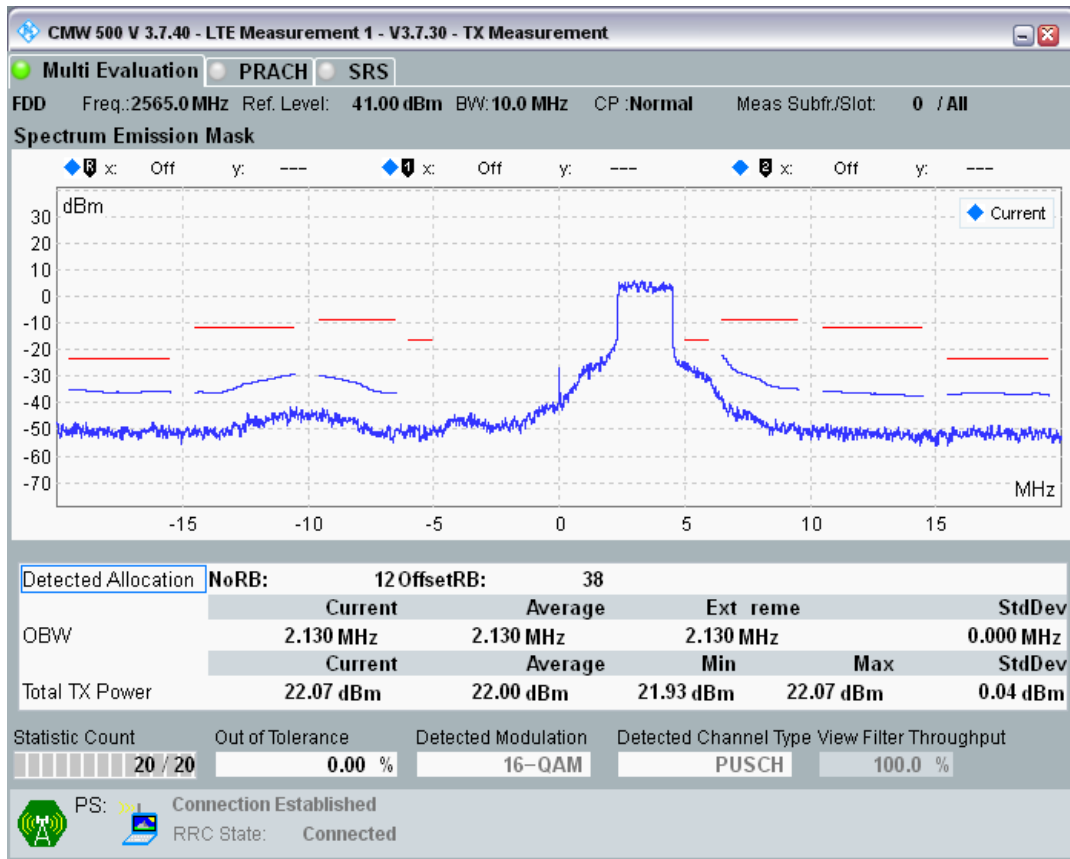 CMW 500 V 3.7.40 - LTE Measurement 1 - V3.7.30 - TX Measurement
Multi Evaluation PRACH SRS
FDD Freq.:2565.0 MHz Ref. Level: 41.00 dBm BW:10.0 MHz CP :Normal Meas Subfr./Slot: 0 / All
Spectrum Emission Mask
R x: Off y: --- 1 x: Off y: --- 2 x: Off y: ---
dBm
Current
30
20
10
0
-10
-20
-30
-40
-50
-60
-70
MHz
-15 -10 -5 0 5 10 15
Detected Allocation NoRB: 12 OffsetRB: 38
Current Average Ext reme StdDev
OBW 2.130 MHz 2.130 MHz 2.130 MHz 0.000 MHz
Current Average Min Max StdDev
Total TX Power 22.07 dBm 22.00 dBm 21.93 dBm 22.07 dBm 0.04 dBm
Statistic Count Out of Tolerance Detected Modulation Detected Channel Type View Filter Throughput
20 / 20 0.00 % 16-QAM PUSCH 100.0 %
PS: Connection Established
RRC State: Connected